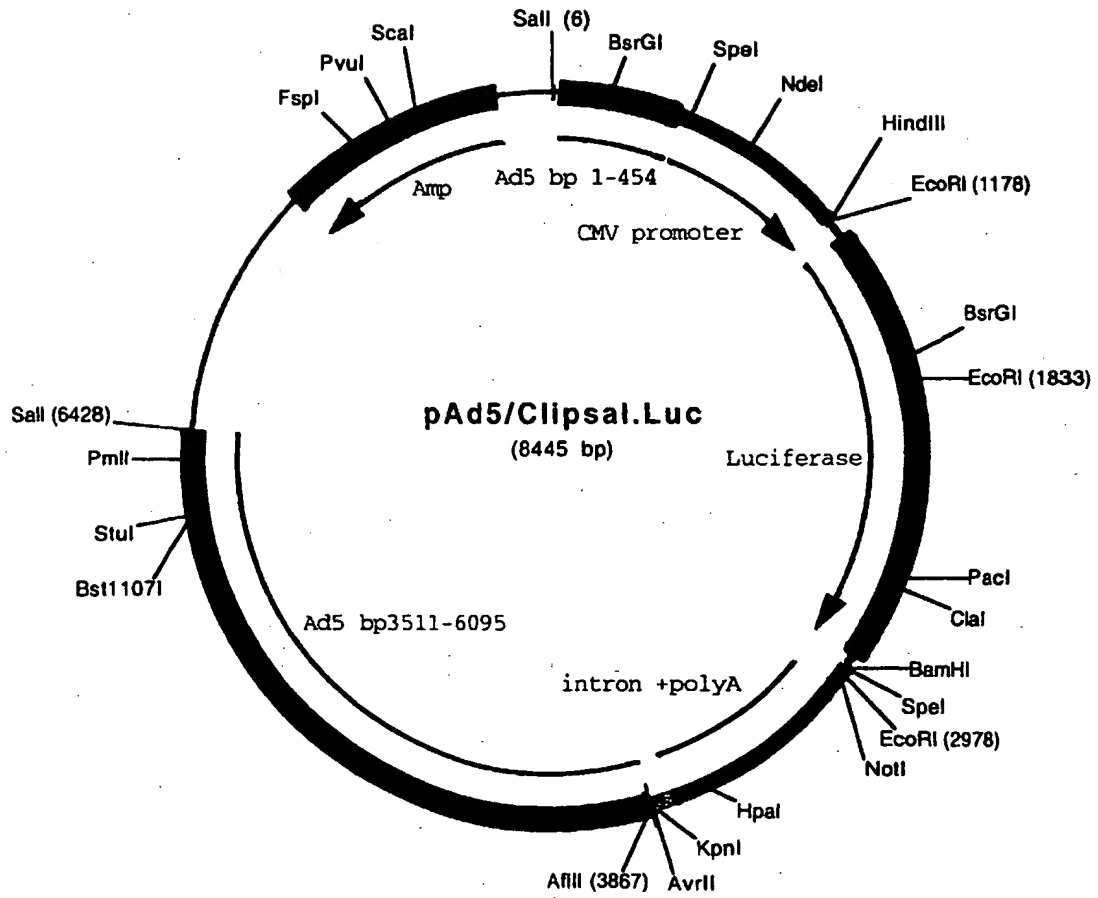 SalI (6)
BsrGI
SpeI
NdeI
HindIII
EcoRI (1178)
BsrGI
EcoRI (1833)
PacI
ClaI
BamHI
SpeI
EcoRI (2978)
NotI
HpaI
KpnI
AvrII
AflII (3867)
Bst1107I
StuI
PmlI
SalI (6428)
FspI
PvuI
ScaI
Amp
Ad5 bp 1-454
CMV promoter
Luciferase
intron +polyA
Ad5 bp3511-6095
pAd5/Clipsal.Luc
(8445 bp)